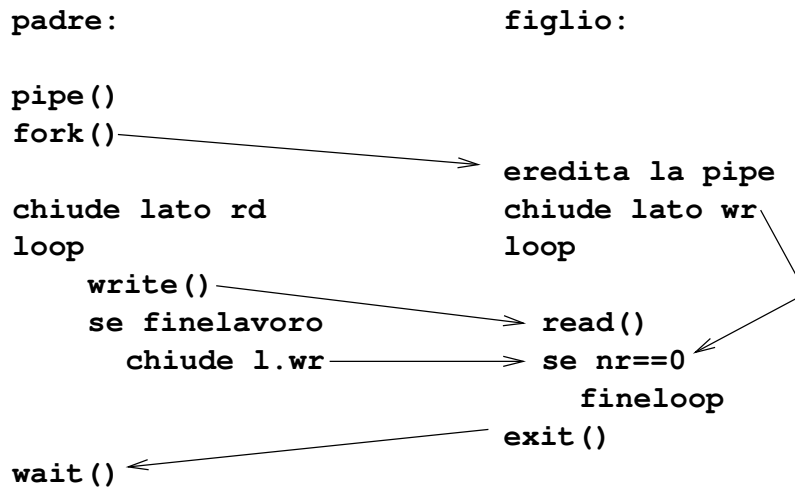 padre:
figlio:
pipe()
fork()
eredita la pipe
chiude lato rd
chiude lato wr
loop
loop
write()
se finelavoro
read()
chiude l.wr
se nr==0
fineloop
exit()
wait()